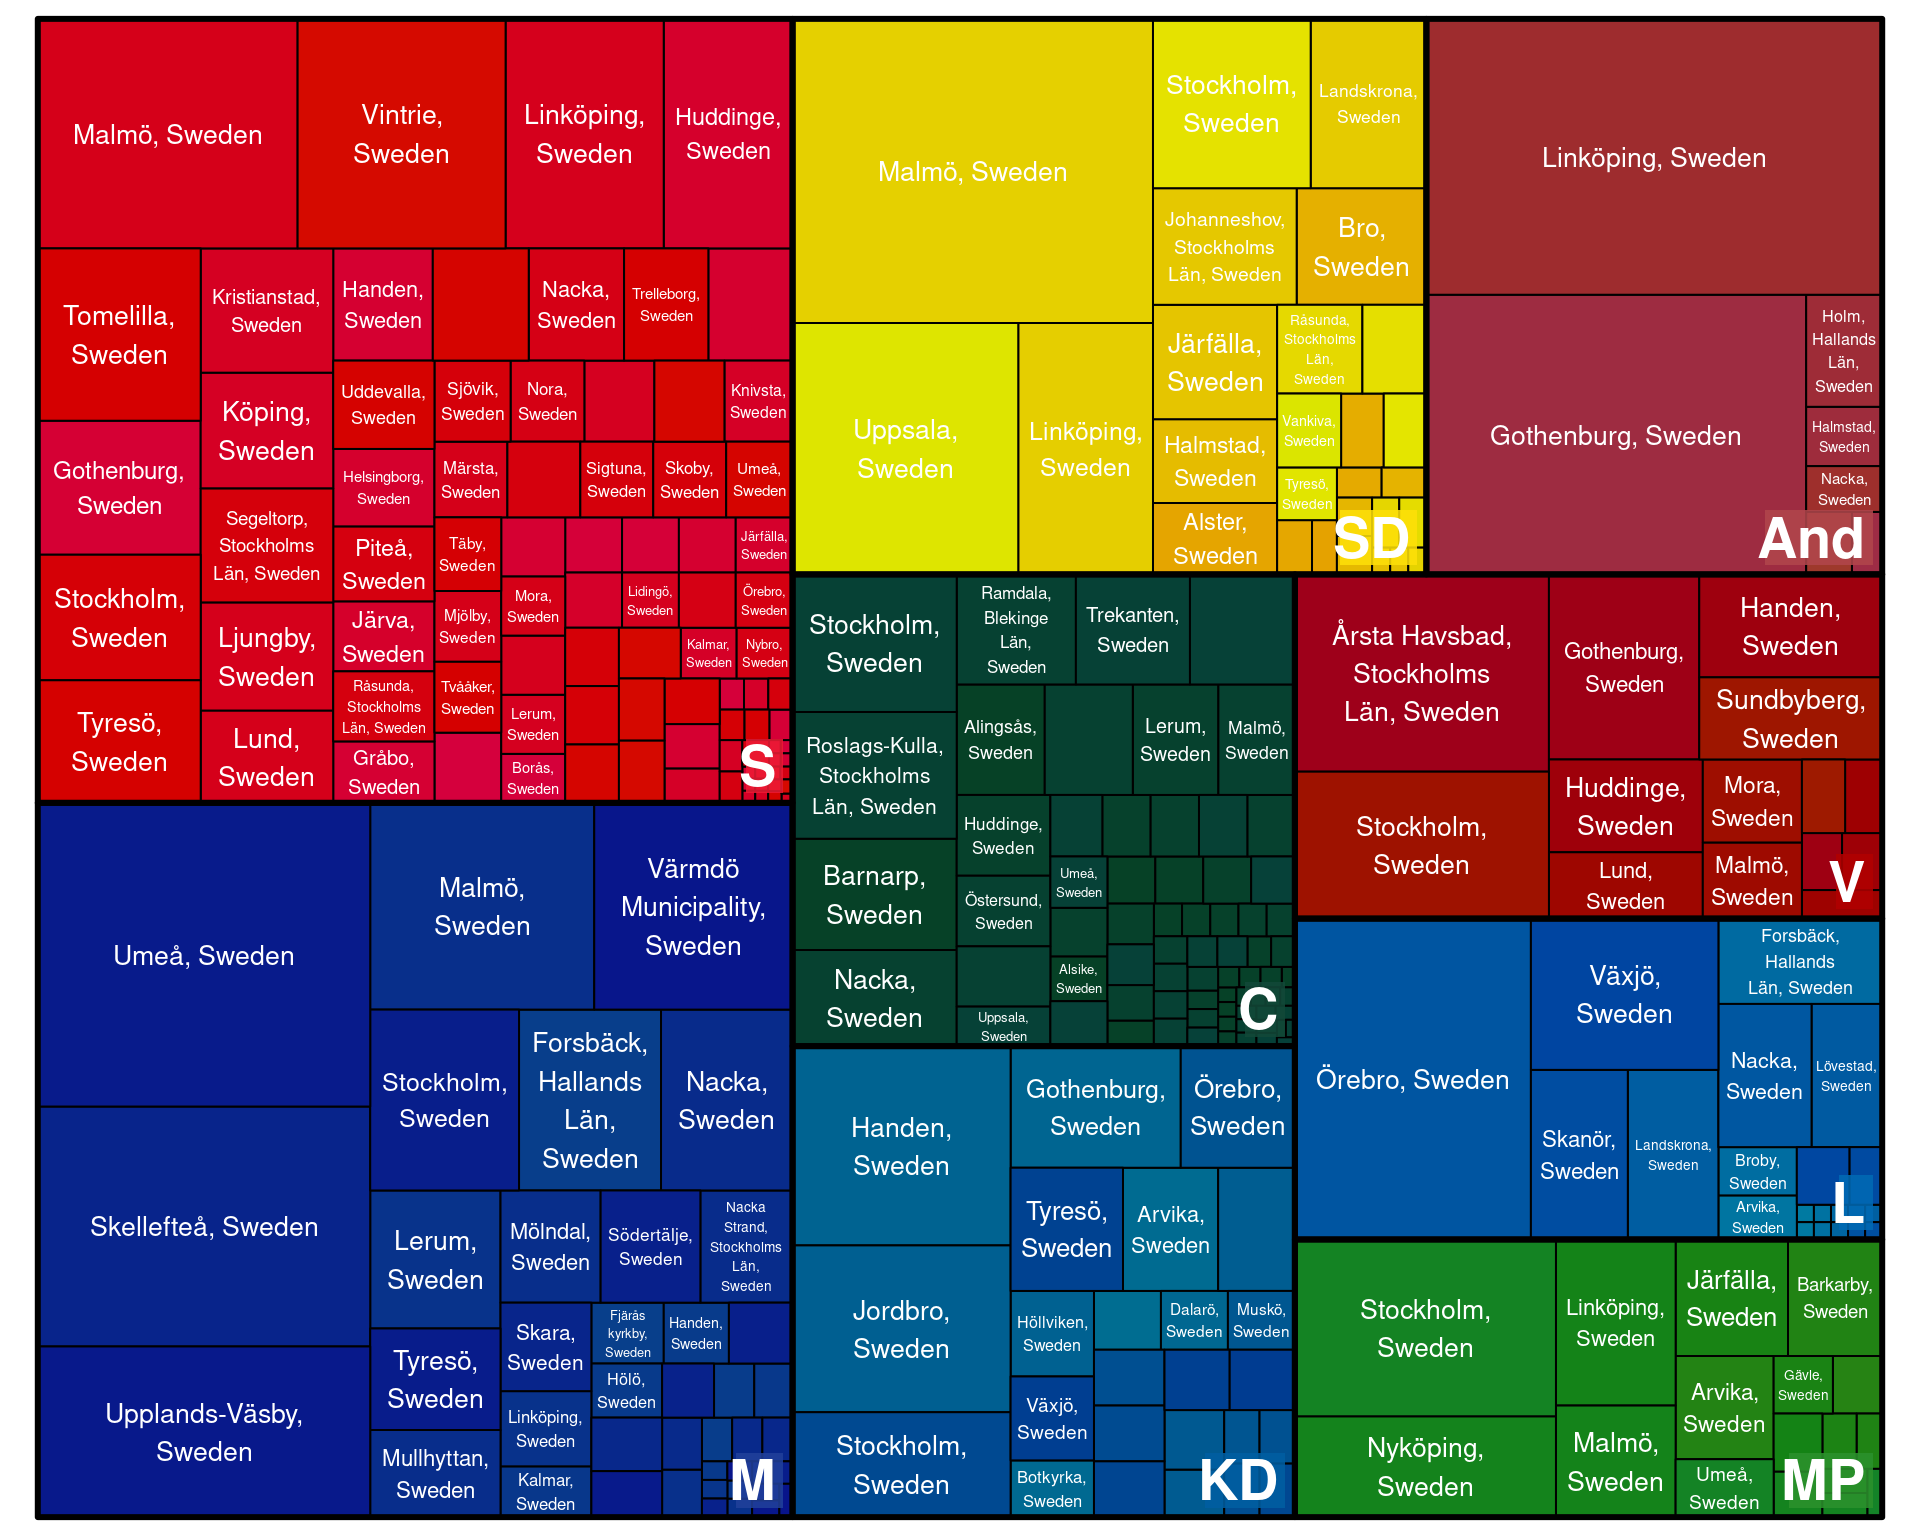 Malmö, Sweden
Vintrie,
Sweden
Linköping,
Sweden
Huddinge,
Sweden
Tomelilla,
Sweden
Kristianstad,
Sweden
Handen,
Sweden
Nacka,
Sweden
Trelleborg,
Sweden
Köping,
Sweden
Uddevalla,
Sweden
Sjövik,
Sweden
Nora,
Sweden
Knivsta,
Sweden
Gothenburg,
Sweden
Helsingborg,
Sweden
Märsta,
Sweden
Sigtuna,
Sweden
Skoby,
Sweden
Umeå,
Sweden
Segeltorp,
Stockholms
Län, Sweden
Piteå,
Sweden
Täby,
Sweden
Järfälla,
Sweden
Stockholm,
Sweden
Mora,
Sweden
Lidingö,
Sweden
Örebro,
Sweden
Ljungby,
Sweden
Järva,
Sweden
Mjölby,
Sweden
Kalmar,
Sweden
Nybro,
Sweden
Tyresö,
Sweden
Råsunda,
Stockholms
Län, Sweden
Tvååker,
Sweden
Lund,
Sweden
Lerum,
Sweden
Gråbo,
Sweden
Borås,
Sweden
S
Malmö, Sweden
Stockholm,
Sweden
Landskrona,
Sweden
Johanneshov,
Stockholms
Län, Sweden
Bro,
Sweden
Uppsala,
Sweden
Linköping,
Sweden
Järfälla,
Sweden
Råsunda,
Stockholms
Län,
Sweden
Halmstad,
Sweden
Vankiva,
Sweden
Tyresö,
Sweden
Alster,
Sweden
SD
Linköping, Sweden
Gothenburg, Sweden
Holm,
Hallands
Län,
Sweden
Halmstad,
Sweden
Nacka,
Sweden
And
Umeå, Sweden
Malmö,
Sweden
Värmdö
Municipality,
Sweden
Skellefteå, Sweden
Stockholm,
Sweden
Forsbäck,
Hallands
Län,
Sweden
Nacka,
Sweden
Upplands-Väsby,
Sweden
Lerum,
Sweden
Mölndal,
Sweden
Södertälje,
Sweden
Nacka
Strand,
Stockholms
Län,
Sweden
Tyresö,
Sweden
Skara,
Sweden
Fjärås
kyrkby,
Sweden
Handen,
Sweden
Hölö,
Sweden
Mullhyttan,
Sweden
Linköping,
Sweden
Kalmar,
Sweden
M
Stockholm,
Sweden
Ramdala,
Blekinge
Län,
Sweden
Trekanten,
Sweden
Roslags-Kulla,
Stockholms
Län, Sweden
Alingsås,
Sweden
Lerum,
Sweden
Malmö,
Sweden
Barnarp,
Sweden
Huddinge,
Sweden
Umeå,
Sweden
Östersund,
Sweden
Nacka,
Sweden
Alsike,
Sweden
Uppsala,
Sweden
C
Handen,
Sweden
Gothenburg,
Sweden
Örebro,
Sweden
Tyresö,
Sweden
Arvika,
Sweden
Jordbro,
Sweden
Höllviken,
Sweden
Dalarö,
Sweden
Muskö,
Sweden
Växjö,
Sweden
Stockholm,
Sweden
Botkyrka,
Sweden
KD
Årsta Havsbad,
Stockholms
Län, Sweden
Gothenburg,
Sweden
Handen,
Sweden
Sundbyberg,
Sweden
Stockholm,
Sweden
Huddinge,
Sweden
Mora,
Sweden
Lund,
Sweden
Malmö,
Sweden
V
Örebro, Sweden
Växjö,
Sweden
Forsbäck,
Hallands
Län, Sweden
Nacka,
Sweden
Lövestad,
Sweden
Skanör,
Sweden
Landskrona,
Sweden
Broby,
Sweden
Arvika,
Sweden
L
Stockholm,
Sweden
Linköping,
Sweden
Järfälla,
Sweden
Barkarby,
Sweden
Nyköping,
Sweden
Malmö,
Sweden
Arvika,
Sweden
Gävle,
Sweden
Umeå,
Sweden
MP